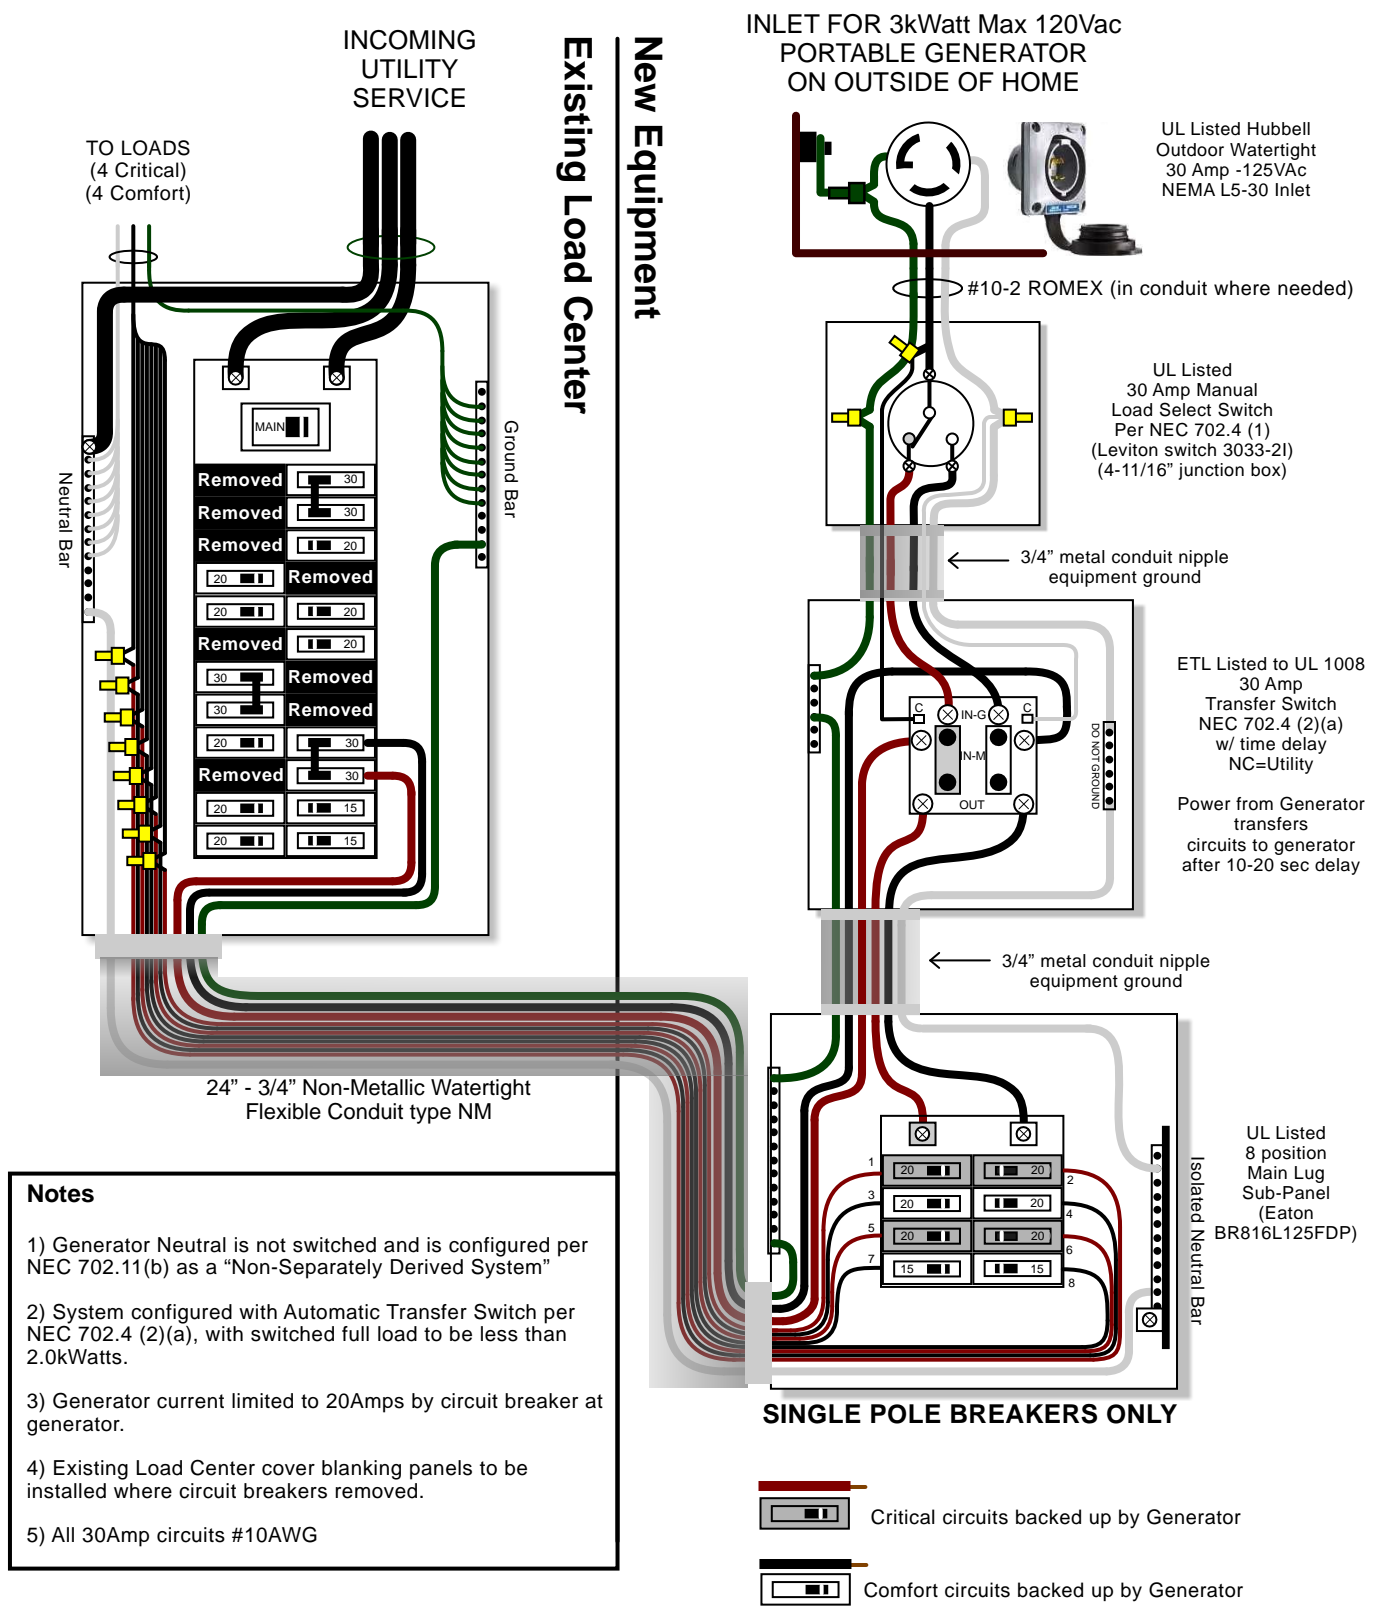 INCOMING
UTILITY
SERVICE
TO LOADS
(4 Critical)
(4 Comfort)
Existing Load Center
New Equipment
INLET FOR 3kWatt Max 120Vac
PORTABLE GENERATOR
ON OUTSIDE OF HOME
UL Listed Hubbell
Outdoor Watertight
30 Amp -125VAc
NEMA L5-30 Inlet
#10-2 ROMEX (in conduit where needed)
UL Listed
30 Amp Manual
Load Select Switch
Per NEC 702.4 (1)
(Leviton switch 3033-2I)
(4-11/16” junction box)
3/4” metal conduit nipple
equipment ground
ETL Listed to UL 1008
30 Amp
Transfer Switch
NEC 702.4 (2)(a)
w/ time delay
NC=Utility
Power from Generator
transfers
circuits to generator
after 10-20 sec delay
C
IN-G
C
IN-M
OUT
DO NOT GROUND
3/4” metal conduit nipple
equipment ground
Neutral Bar
Ground Bar
MAIN
Removed 30
Removed 30
Removed 20
20 Removed
20 20
Removed 20
30 Removed
30 Removed
20 30
Removed 30
20 15
20 15
24” - 3/4” Non-Metallic Watertight
Flexible Conduit type NM
UL Listed
8 position
Main Lug
Sub-Panel
(Eaton
BR816L125FDP)
Isolated Neutral Bar
1 20 20 2
3 20 20 4
5 20 20 6
7 15 15 8
SINGLE POLE BREAKERS ONLY
Notes
1) Generator Neutral is not switched and is configured per
NEC 702.11(b) as a “Non-Separately Derived System”
2) System configured with Automatic Transfer Switch per
NEC 702.4 (2)(a), with switched full load to be less than
2.0kWatts.
3) Generator current limited to 20Amps by circuit breaker at
generator.
4) Existing Load Center cover blanking panels to be
installed where circuit breakers removed.
5) All 30Amp circuits #10AWG
Critical circuits backed up by Generator
Comfort circuits backed up by Generator